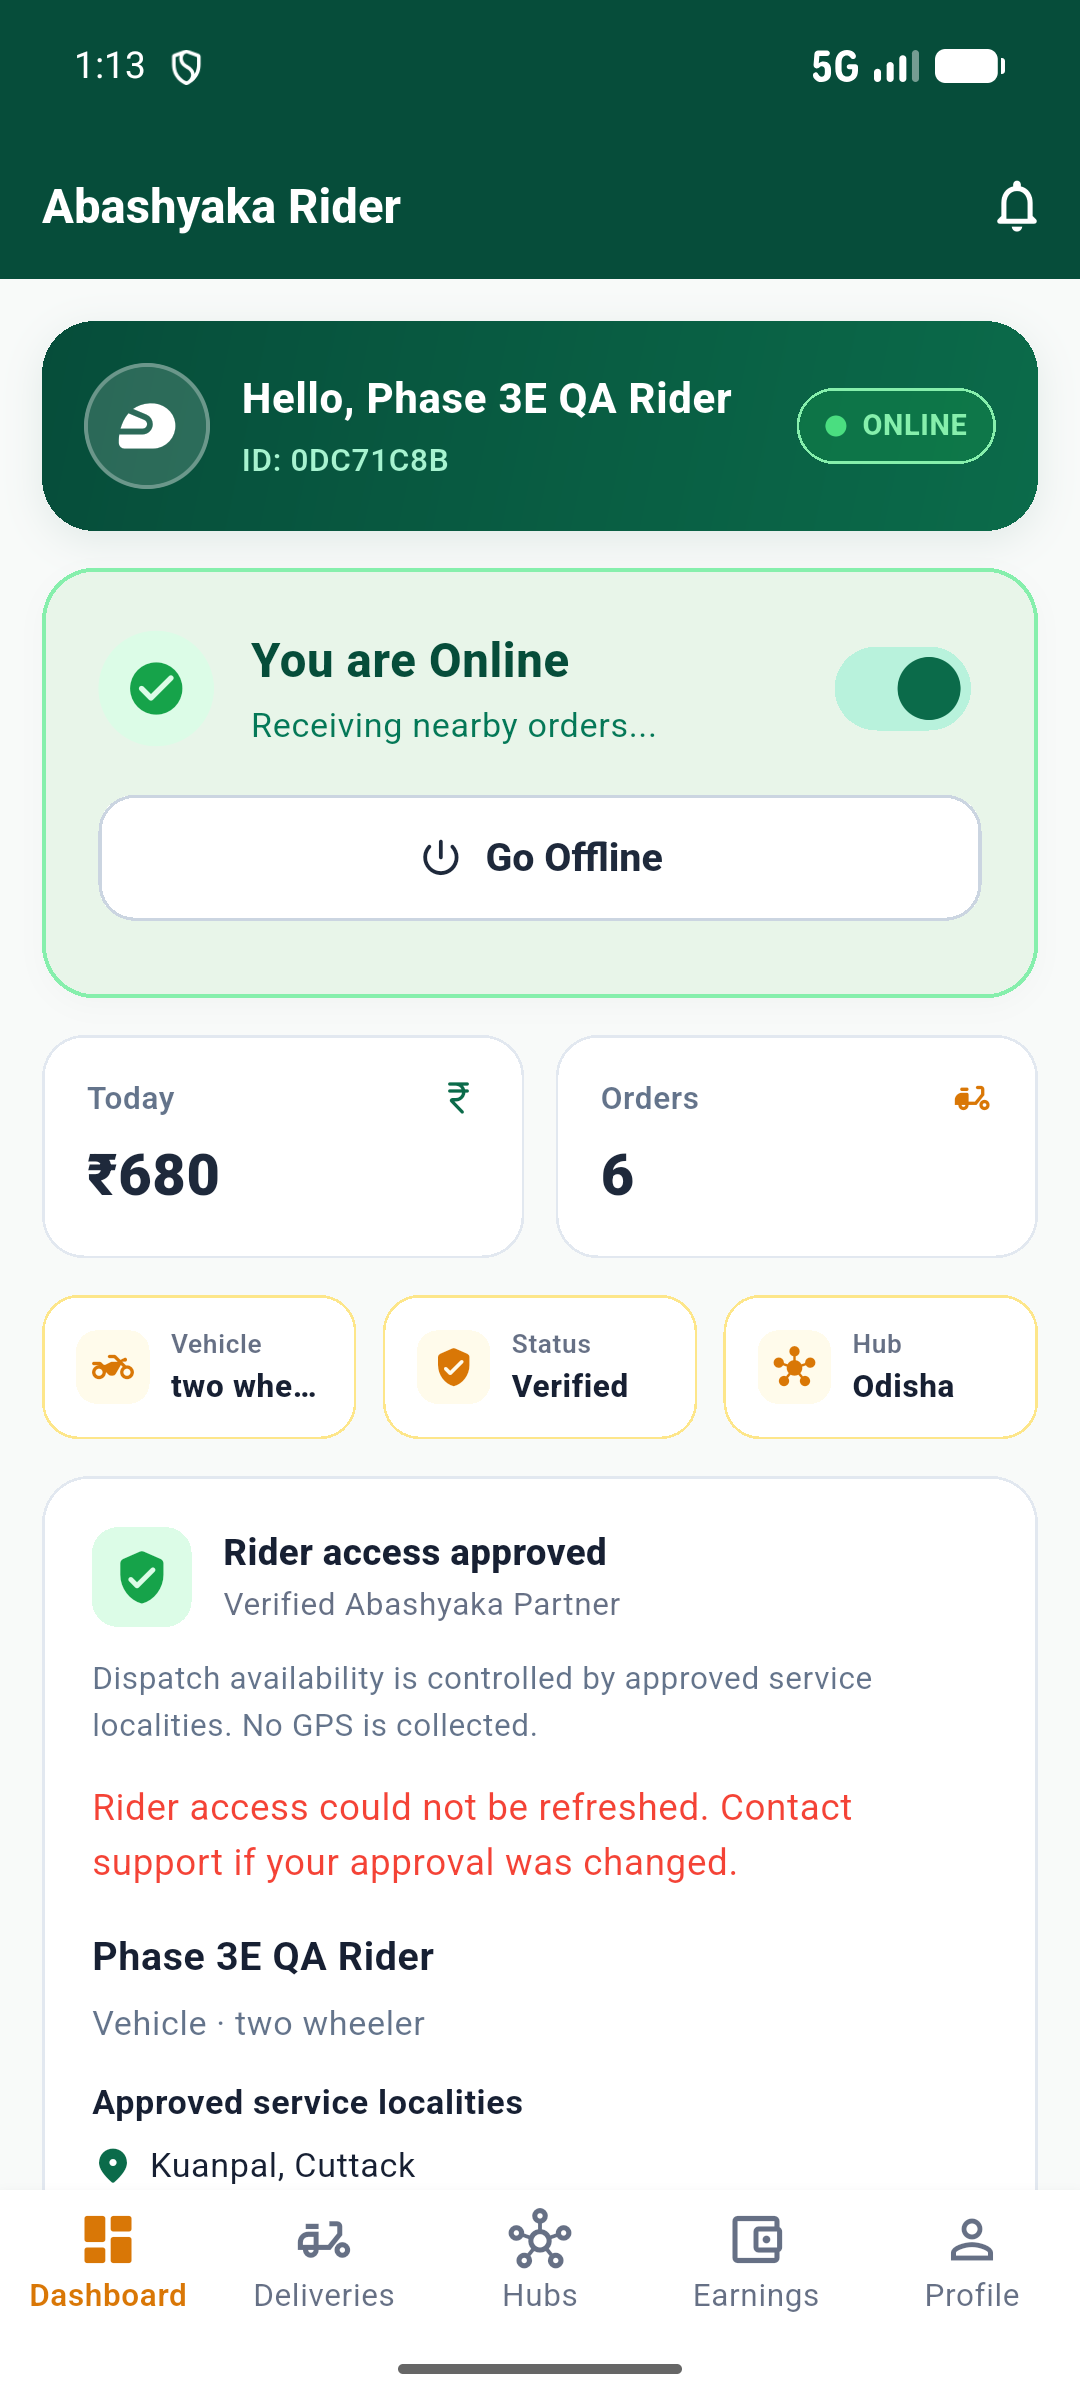 1:13
5G
Abashyaka Rider
Hello, Phase 3E QA Rider
ID: 0DC71C8B
ONLINE
You are Online
Receiving nearby orders...
Go Offline
Today
₹
₹680
Orders
6
Vehicle
two whe...
Status
Verified
Hub
Odisha
Rider access approved
Verified Abashyaka Partner
Dispatch availability is controlled by approved service
localities. No GPS is collected.
Rider access could not be refreshed. Contact
support if your approval was changed.
Phase 3E QA Rider
Vehicle · two wheeler
Approved service localities
Kuanpal, Cuttack
Dashboard
Deliveries
Hubs
Earnings
Profile